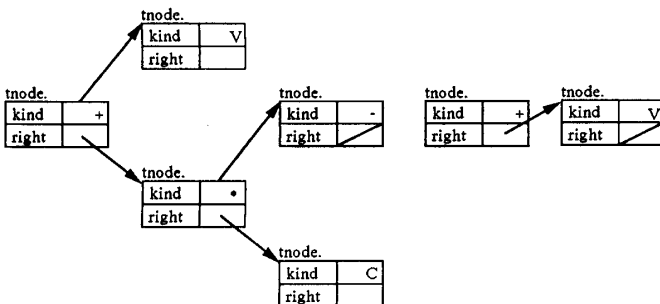 tnode.
kind V
right
tnode.
kind +
right
tnode.
kind •
right
tnode.
kind -
right
tnode.
kind C
right
tnode.
kind +
right
tnode.
kind V
right